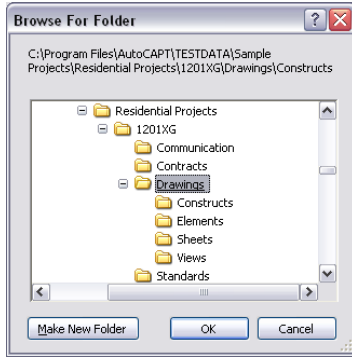 Browse For Folder
C:\Program Files\AutoCAPT\TESTDATA\Sample
Projects\Residential Projects\1201XG\Drawings\Constructs
Residential Projects
1201XG
Communication
Contracts
Drawings
Constructs
Elements
Sheets
Views
Standards
Make New Folder
OK
Cancel